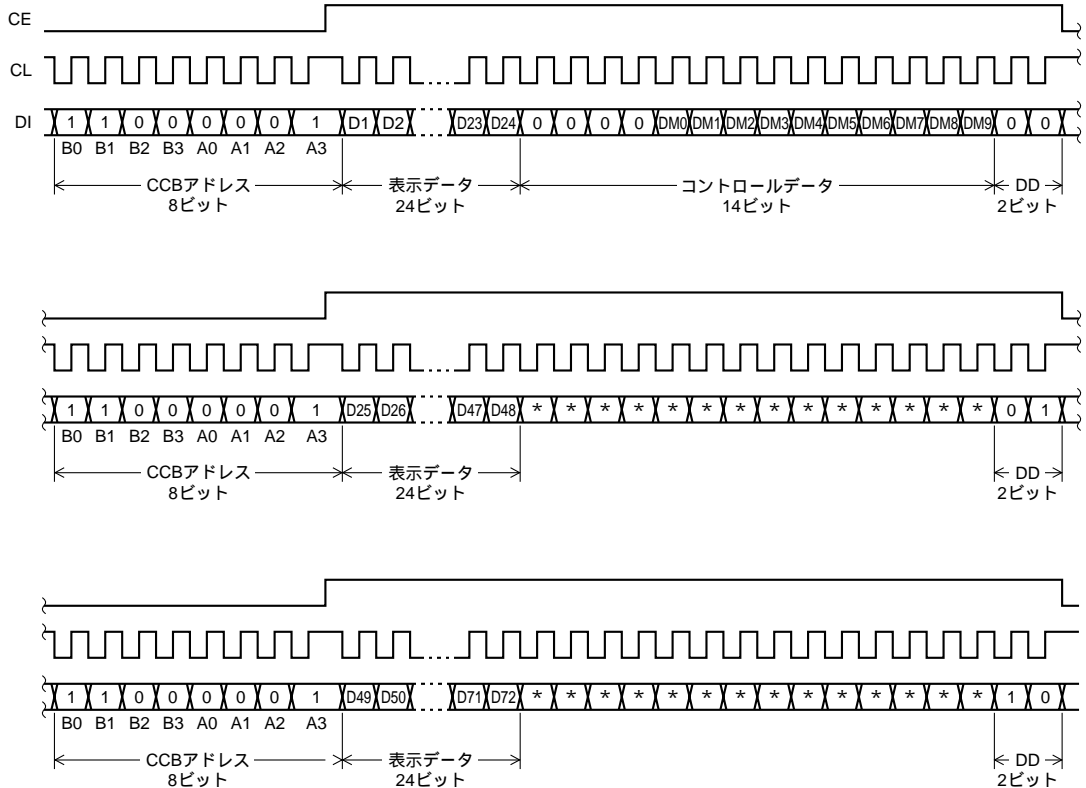 CE
CL
DI 1 1 0 0 0 0 0 1 D1 D2 D23 D24 0 0 0 0 DM0 DM1 DM2 DM3 DM4 DM5 DM6 DM7 DM8 DM9 0 0
B0 B1 B2 B3 A0 A1 A2 A3
CCBアドレス 表示データ コントロールデータ DD
8ビット 24ビット 14ビット 2ビット
1 1 0 0 0 0 0 1 D25 D26 D47 D48 * * * * * * * * * * * * * * 0 1
B0 B1 B2 B3 A0 A1 A2 A3
CCBアドレス 表示データ DD
8ビット 24ビット 2ビット
1 1 0 0 0 0 0 1 D49 D50 D71 D72 * * * * * * * * * * * * * * 1 0
B0 B1 B2 B3 A0 A1 A2 A3
CCBアドレス 表示データ DD
8ビット 24ビット 2ビット